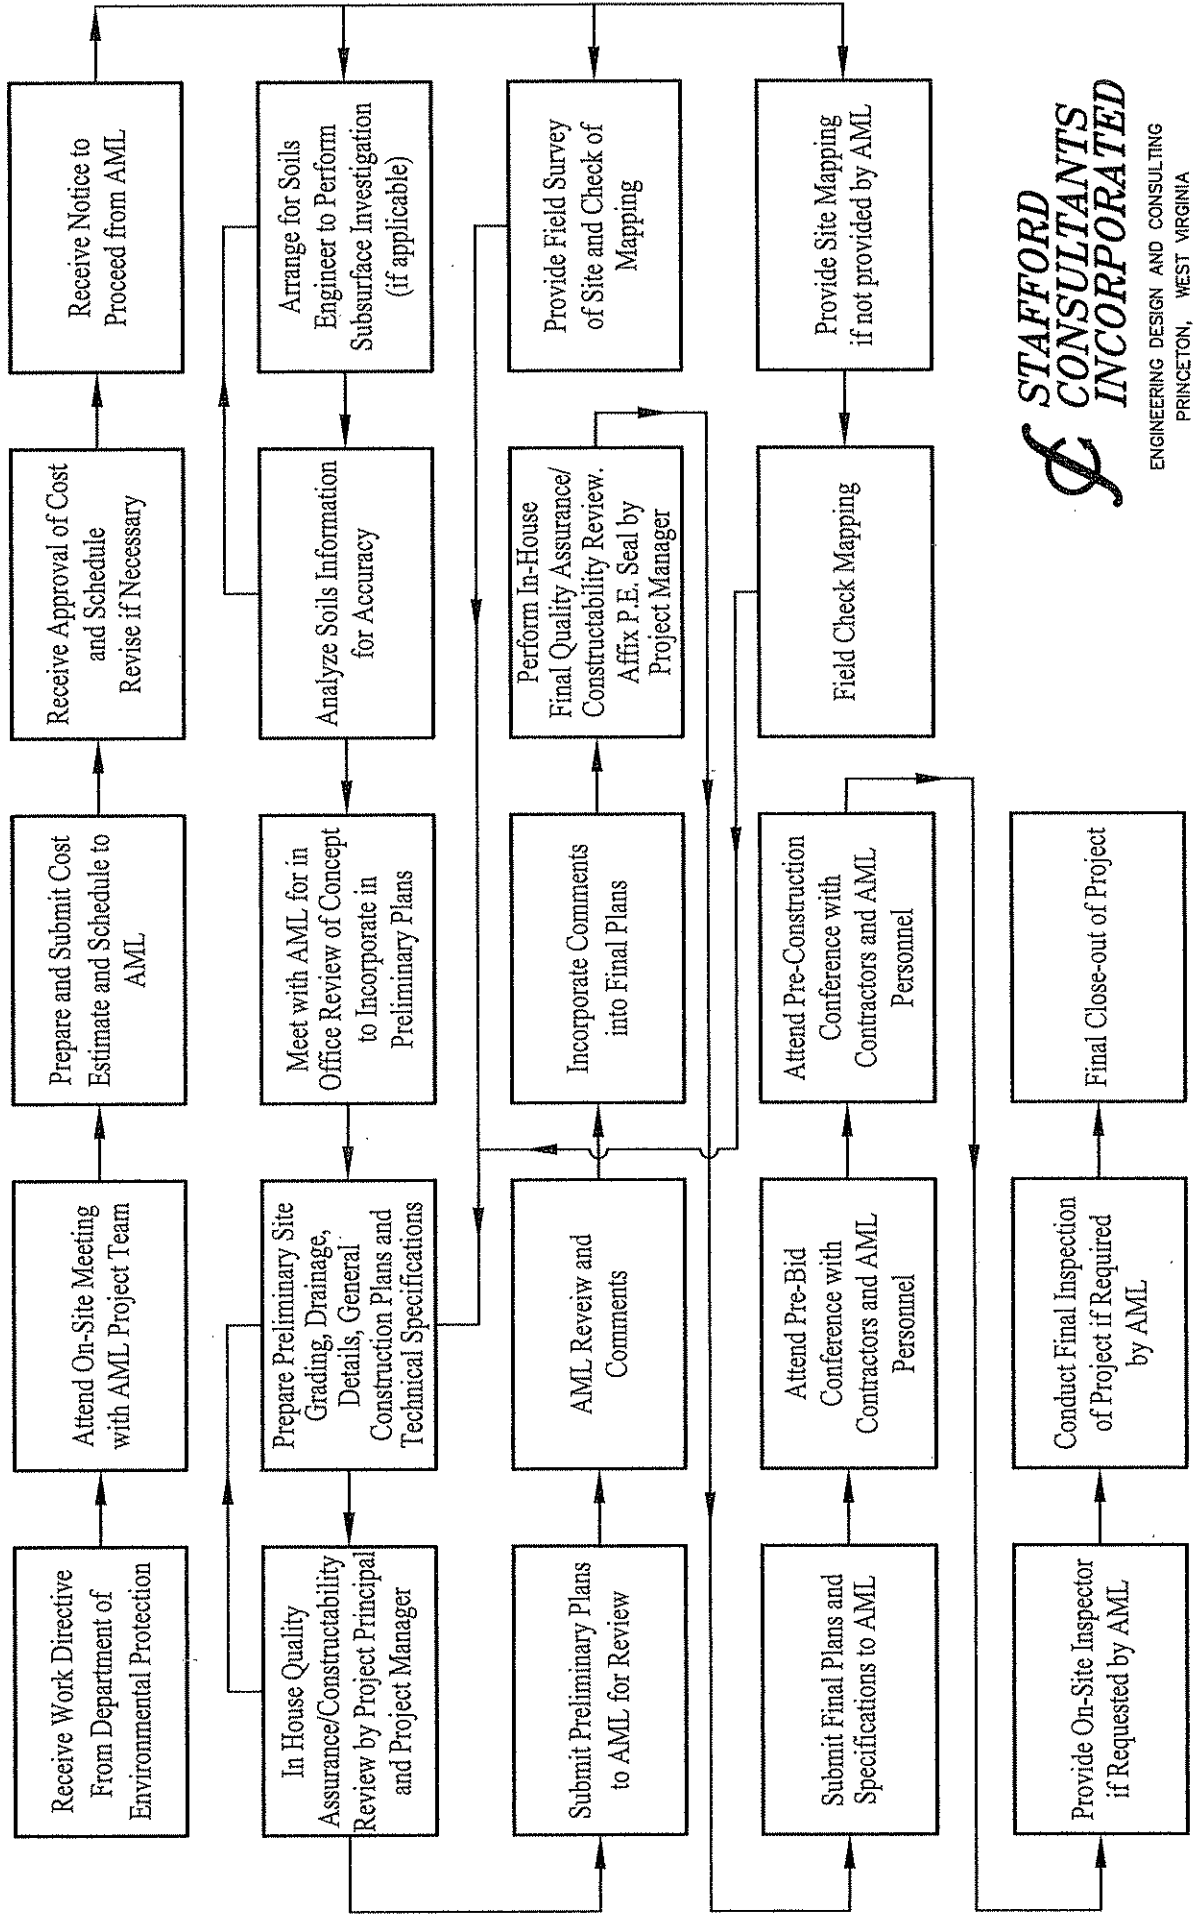 Receive Work Directive
From Department of
Environmental Protection
Attend On-Site Meeting
with AML Project Team
Prepare and Submit Cost
Estimate and Schedule to
AML
Receive Approval of Cost
and Schedule
Revise if Necessary
Receive Notice to
Proceed from AML
In House Quality
Assurance/Constructability
Review by Project Principal
and Project Manager
Prepare Preliminary Site
Grading, Drainage,
Details, General
Construction Plans and
Technical Specifications
Meet with AML for in
Office Review of Concept
to Incorporate in
Preliminary Plans
Analyze Soils Information
for Accuracy
Arrange for Soils
Engineer to Perform
Subsurface Investigation
(if applicable)
Submit Preliminary Plans
to AML for Review
AML Reveiw and
Comments
Incorporate Comments
into Final Plans
Perform In-House
Final Quality Assurance/
Constructability Review.
Affix P.E. Seal by
Project Manager
Provide Field Survey
of Site and Check of
Mapping
Submit Final Plans and
Specifications to AML
Attend Pre-Bid
Conference with
Contractors and AML
Personnel
Attend Pre-Construction
Conference with
Contractors and AML
Personnel
Field Check Mapping
Provide Site Mapping
if not provided by AML
Provide On-Site Inspector
if Requested by AML
Conduct Final Inspection
of Project if Required
by AML
Final Close-out of Project
STAFFORD
CONSULTANTS
INCORPORATED
ENGINEERING DESIGN AND CONSULTING
PRINCETON, WEST VIRGINIA